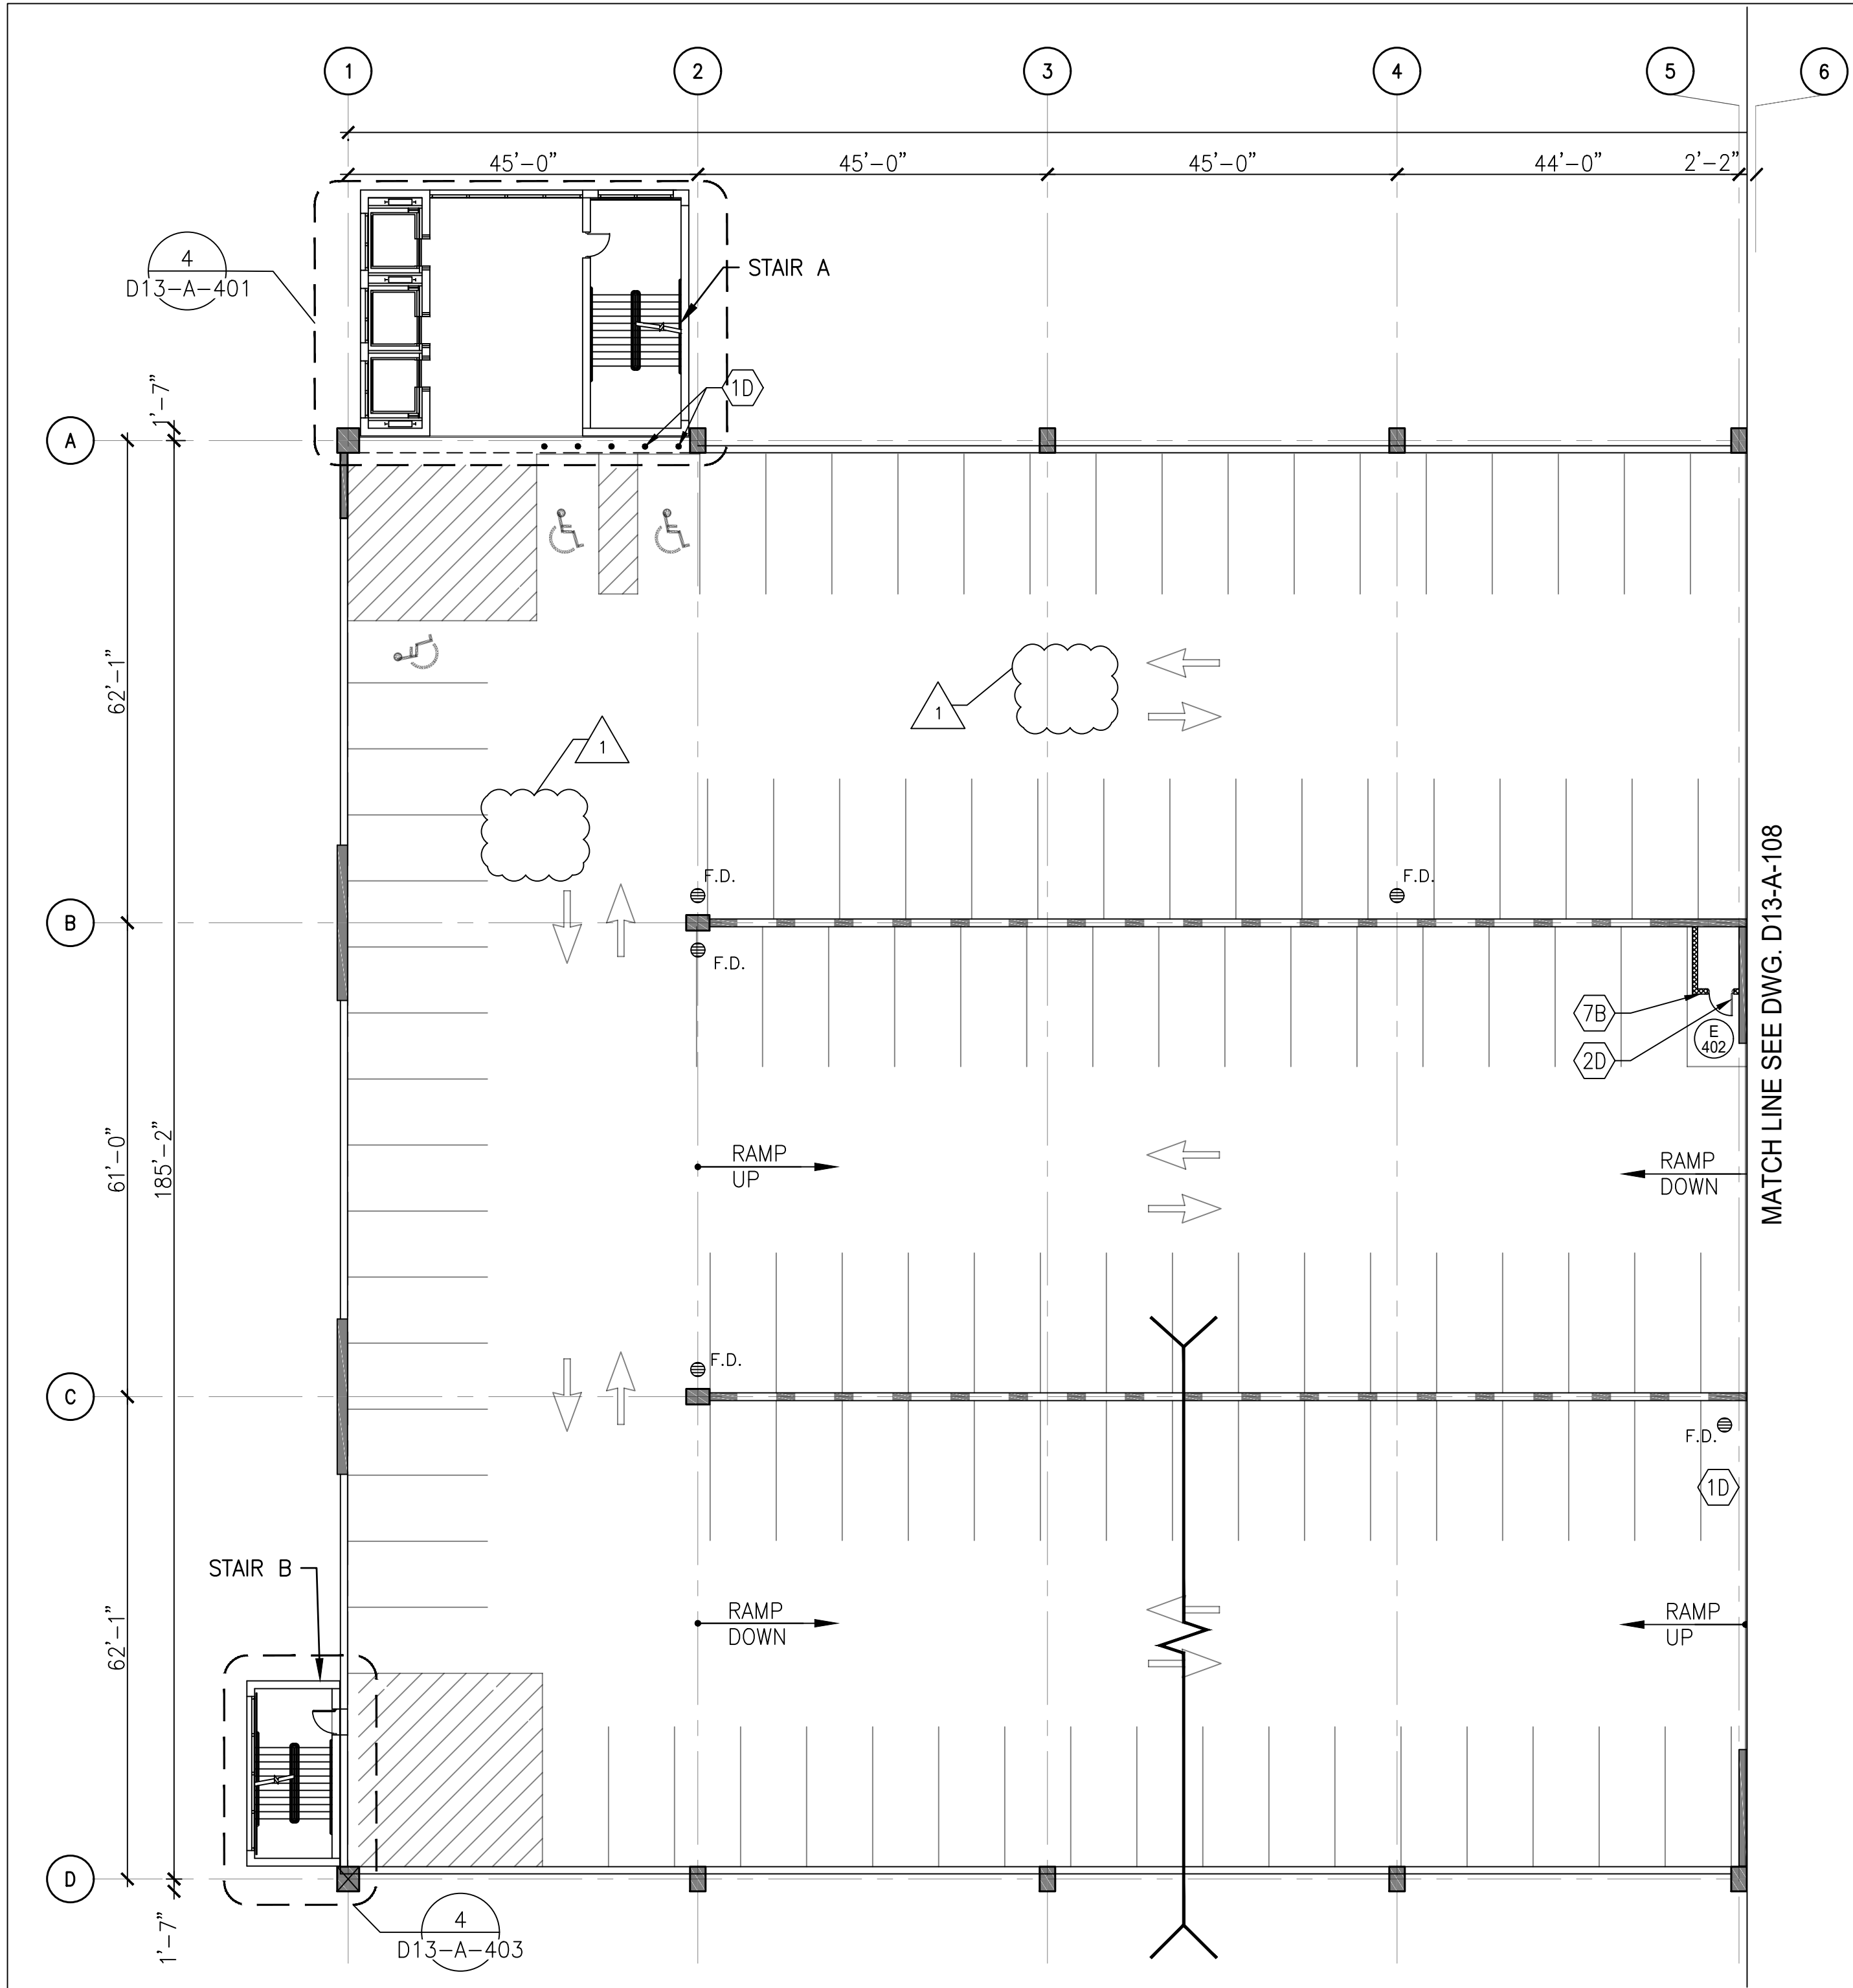 1
2
3
4
5
6
45'-0"
45'-0"
45'-0"
44'-0"
2'-2"
4
D13-A-401
STAIR A
1D
1'-7"
A
62'-1"
1
1
F.D.
F.D.
B
F.D.
7B
E
402
2D
MATCH LINE SEE DWG. D13-A-108
61'-0"
185'-2"
RAMP
UP
RAMP
DOWN
F.D.
C
F.D.
1D
STAIR B
62'-1"
RAMP
DOWN
RAMP
UP
D
1'-7"
4
D13-A-403